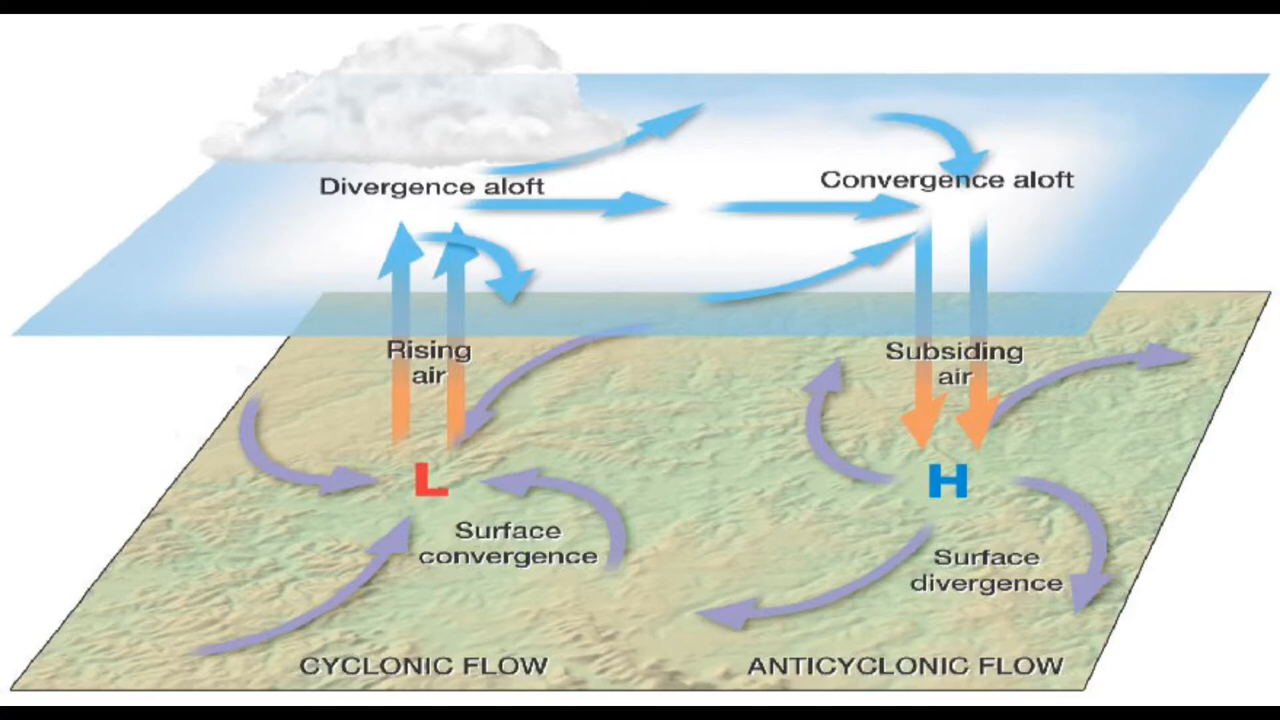 Divergence aloft
Convergence aloft
Rising
air
Subsiding
air
L
H
Surface
convergence
Surface
divergence
CYCLONIC FLOW
ANTICYCLONIC FLOW